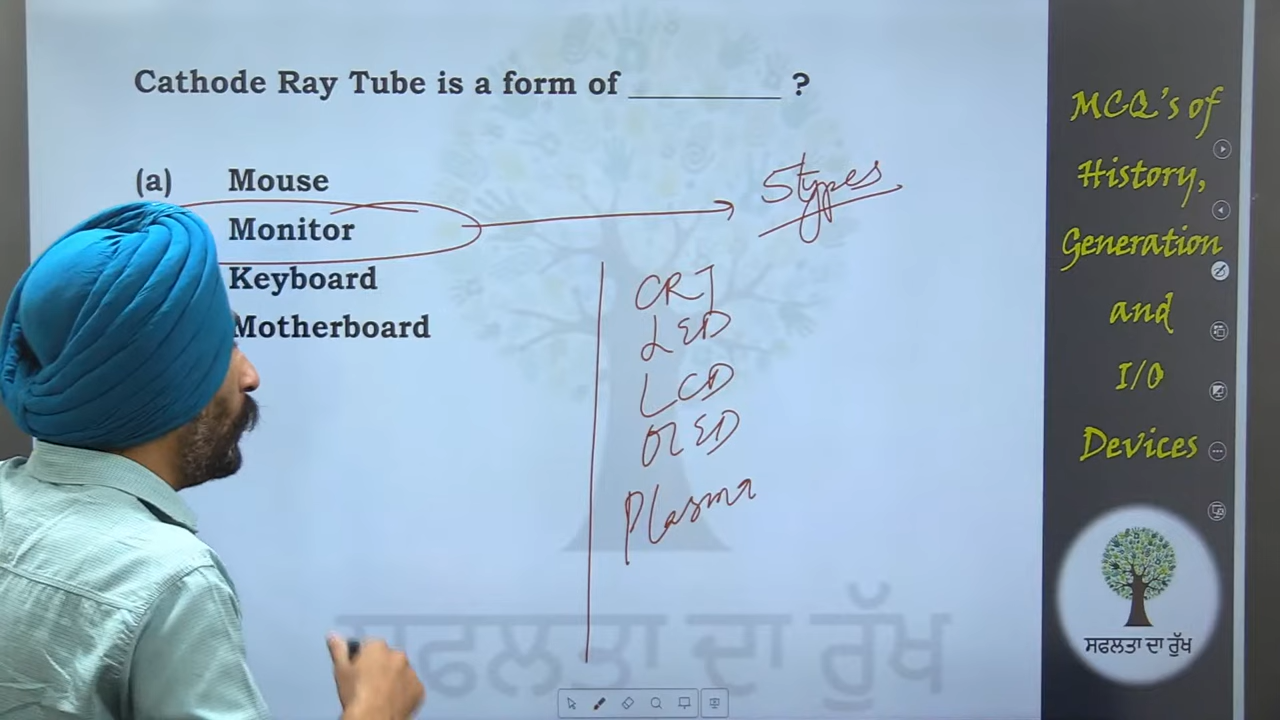 Cathode Ray Tube is a form of __________ ?
(a) Mouse
Monitor
Keyboard
Motherboard
5 types
CRT
LED
LCD
OLED
Plasma
MCQ's of
History,
Generation
and
I/O
Devices
ਸਫਲਤਾ ਦਾ ਰੁੱਖ
ਸਫਲਤਾ ਦਾ ਰੁੱਖ